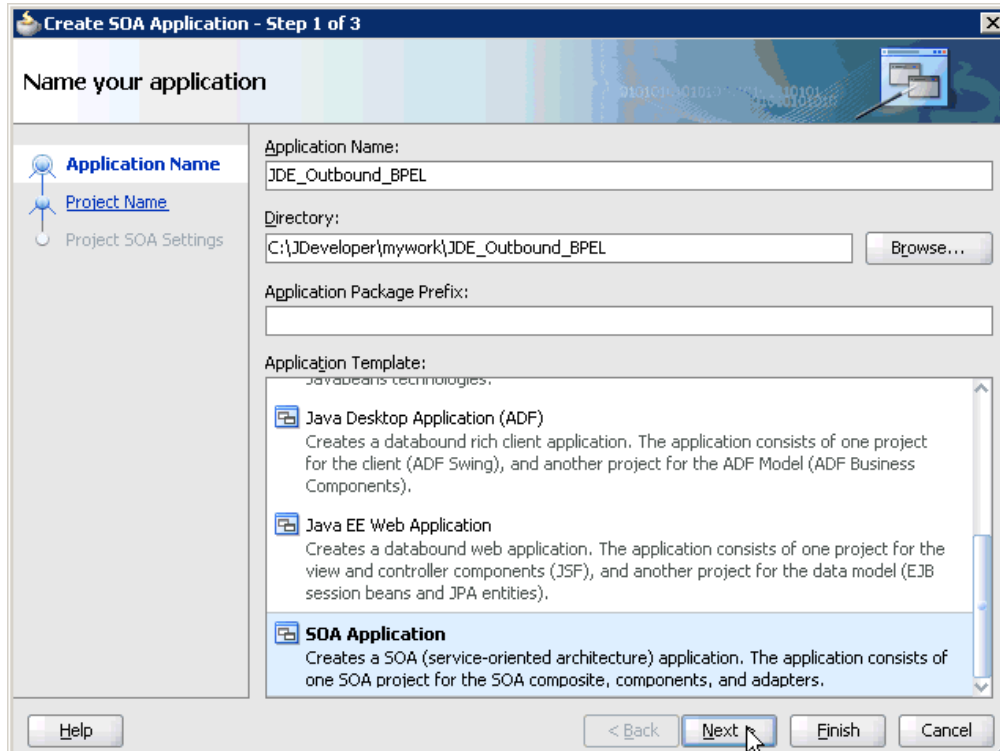 Create SOA Application - Step 1 of 3
Name your application
Application Name
Project Name
Project SOA Settings
Application Name:
JDE_Outbound_BPEL
Directory:
C:\JDeveloper\mywork\JDE_Outbound_BPEL
Browse...
Application Package Prefix:
Application Template:
Javabeans technologies.
Java Desktop Application (ADF)
Creates a databound rich client application. The application consists of one project
for the client (ADF Swing), and another project for the ADF Model (ADF Business
Components).
Java EE Web Application
Creates a databound web application. The application consists of one project for the
view and controller components (JSF), and another project for the data model (EJB
session beans and JPA entities).
SOA Application
Creates a SOA (service-oriented architecture) application. The application consists of
one SOA project for the SOA composite, components, and adapters.
Help
< Back
Next >
Finish
Cancel